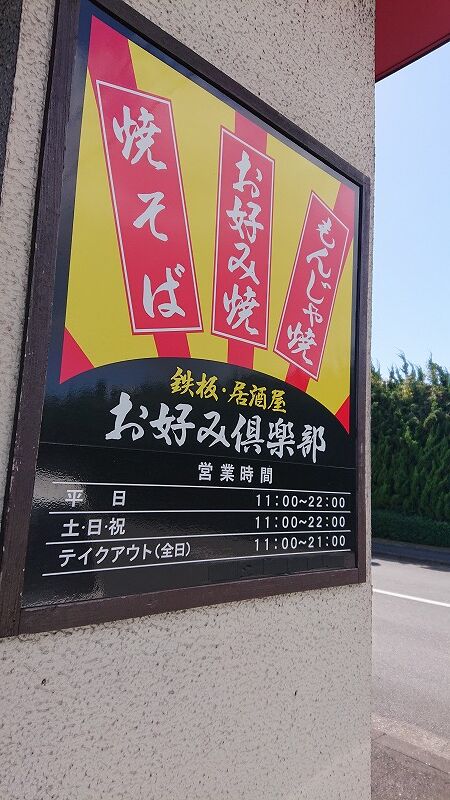 焼そば
お好み焼
もんじゃ焼
鉄板・居酒屋
お好み倶楽部
営業時間
平 日 11:00~22:00
土・日・祝 11:00~22:00
テイクアウト(全日) 11:00~21:00